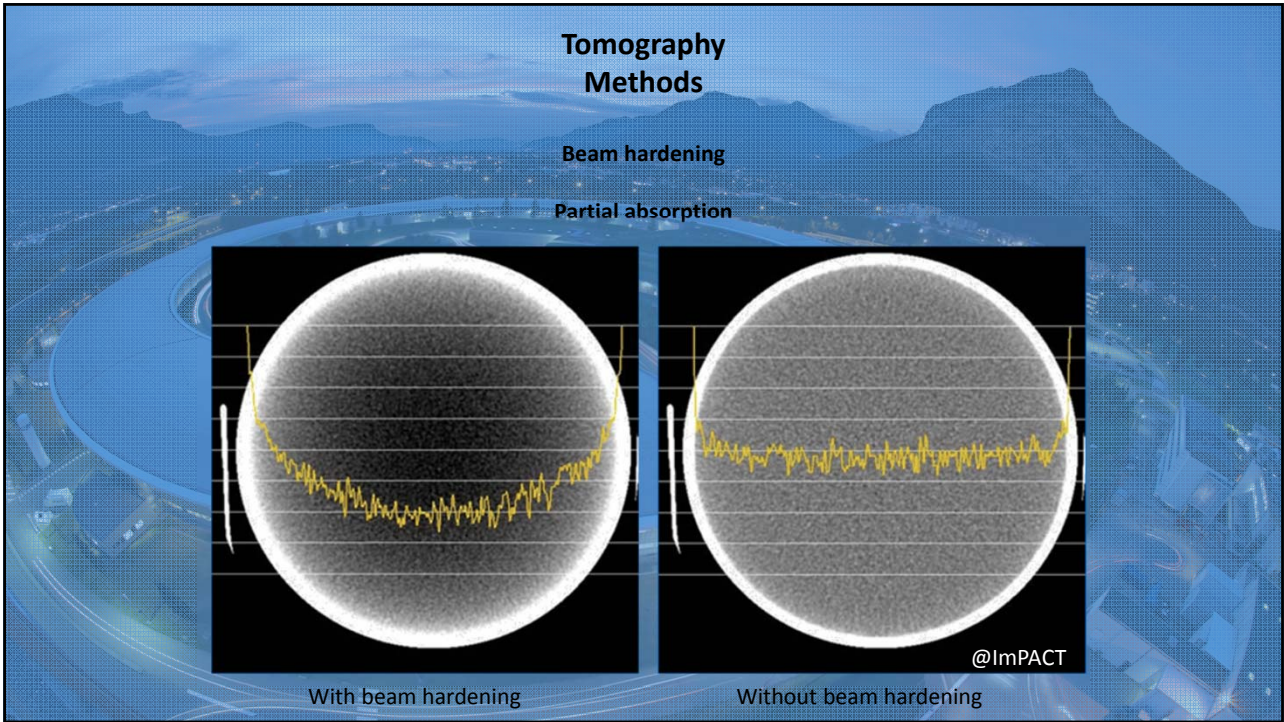 Tomography
Methods
Beam hardening
Partial absorption
@ImPACT
With beam hardening
Without beam hardening